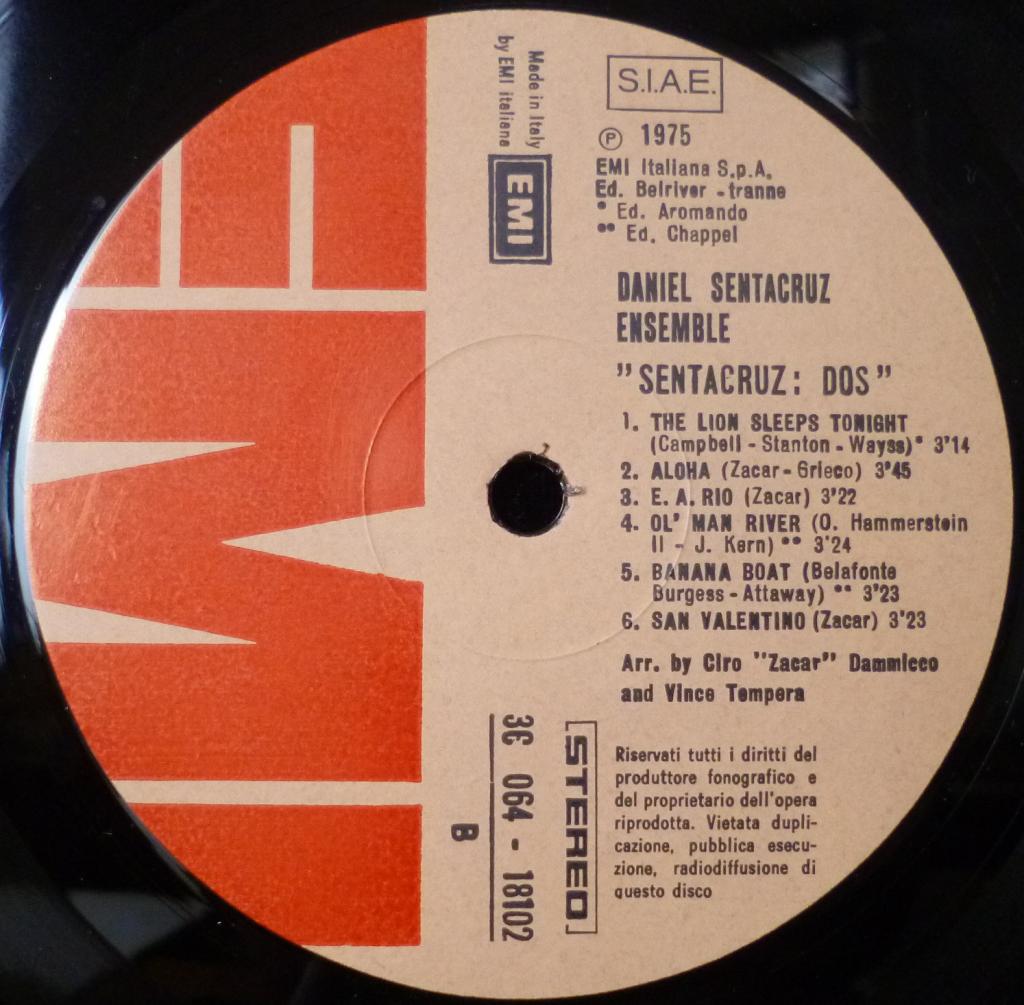 EMI
Made in Italy
by EMI italiana
EMI
S.I.A.E.
Ⓟ 1975
EMI Italiana S.p.A.
Ed. Belriver - tranne
* Ed. Aromando
** Ed. Chappel
DANIEL SENTACRUZ
ENSEMBLE
"SENTACRUZ: DOS"
1. THE LION SLEEPS TONIGHT
(Campbell - Stanton - Wayss)* 3'14
2. ALOHA (Zacar - Grieco) 3'45
3. E. A. RIO (Zacar) 3'22
4. OL' MAN RIVER (O. Hammerstein
II - J. Kern) ** 3'24
5. BANANA BOAT (Belafonte
Burgess - Attaway) ** 3'23
6. SAN VALENTINO (Zacar) 3'23
Arr. by Ciro "Zacar" Dammicco
and Vince Tempera
STEREO
3C 064 - 18102
B
Riservati tutti i diritti del
produttore fonografico e
del proprietario dell'opera
riprodotta. Vietata dupli-
cazione, pubblica esecu-
zione, radiodiffusione di
questo disco